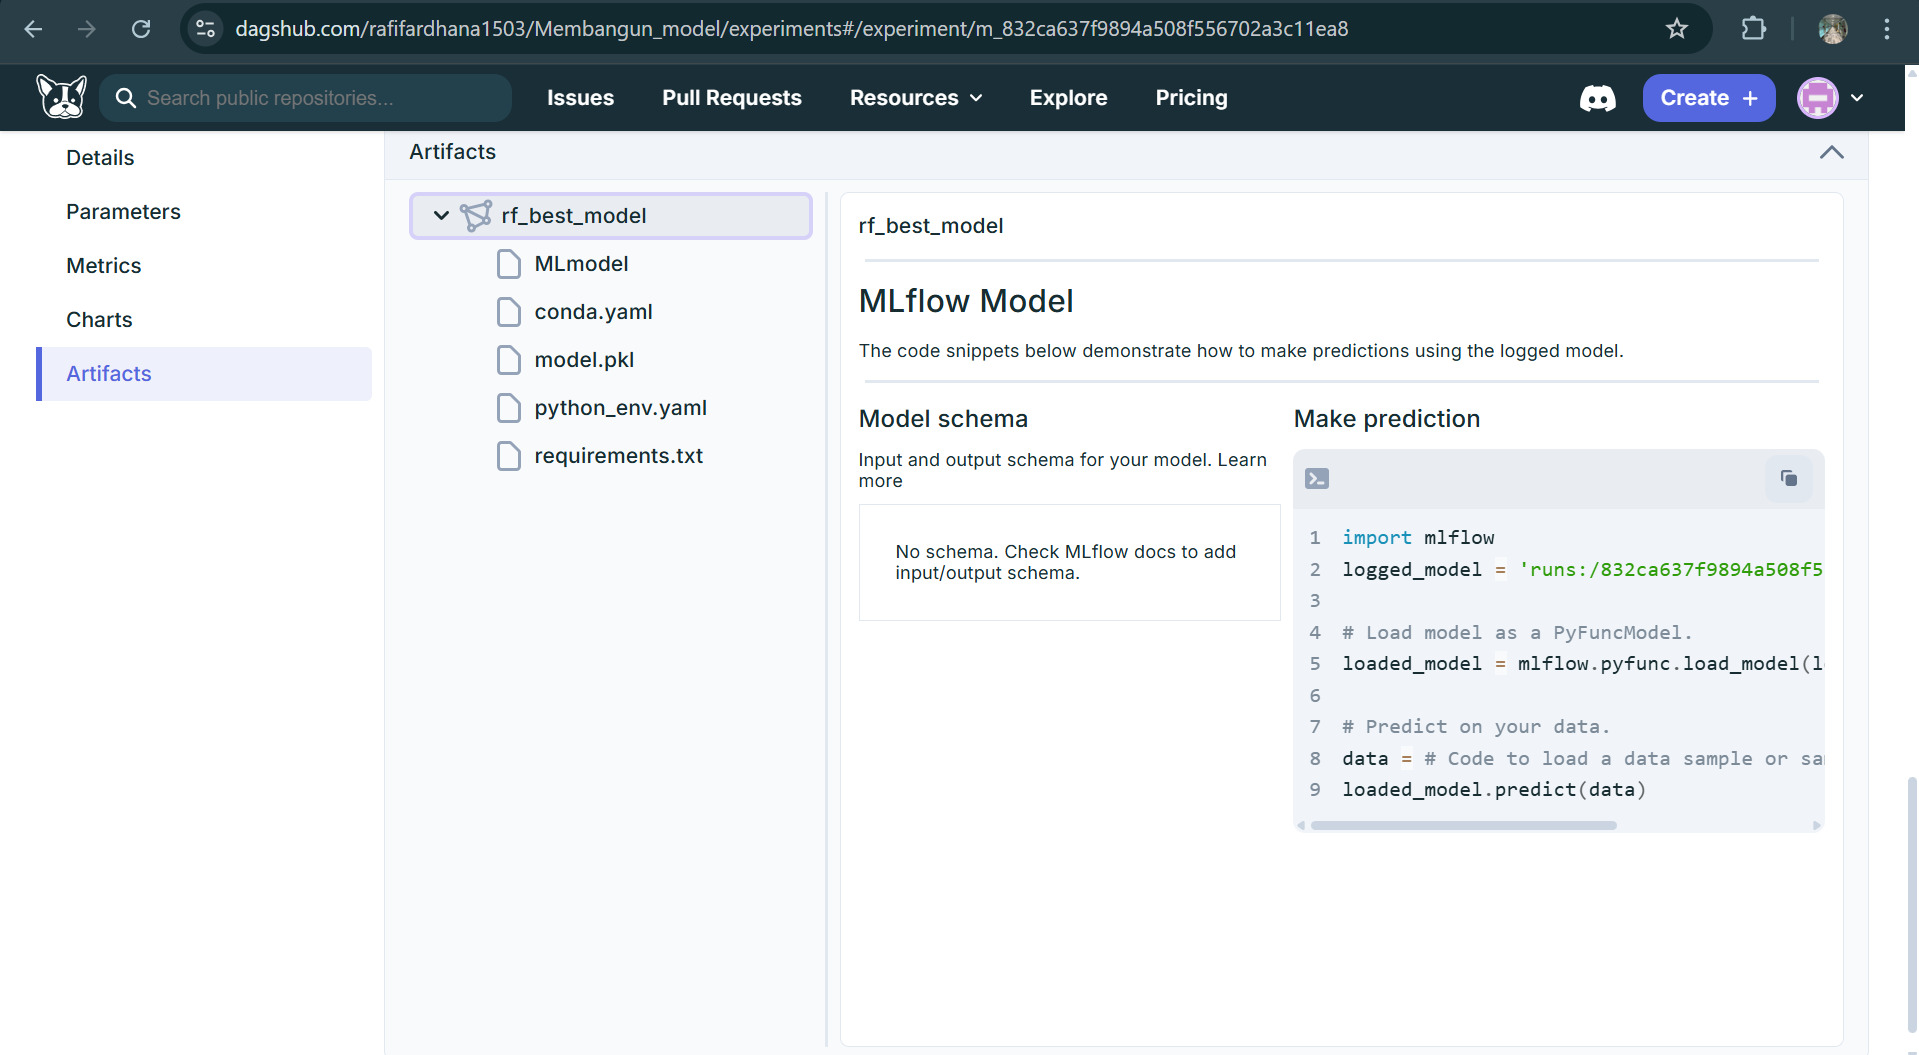 dagshub.com/rafifardhana1503/Membangun_model/experiments#/experiment/m_832ca637f9894a508f556702a3c11ea8
Search public repositories...
Issues
Pull Requests
Resources
Explore
Pricing
Create +
Details
Parameters
Metrics
Charts
Artifacts
Artifacts
rf_best_model
MLmodel
conda.yaml
model.pkl
python_env.yaml
requirements.txt
rf_best_model
MLflow Model
The code snippets below demonstrate how to make predictions using the logged model.
Model schema
Input and output schema for your model. Learn
more
No schema. Check MLflow docs to add
input/output schema.
Make prediction
1 import mlflow
2 logged_model = 'runs:/832ca637f9894a508f5
3
4 # Load model as a PyFuncModel.
5 loaded_model = mlflow.pyfunc.load_model(l
6
7 # Predict on your data.
8 data = # Code to load a data sample or sa
9 loaded_model.predict(data)